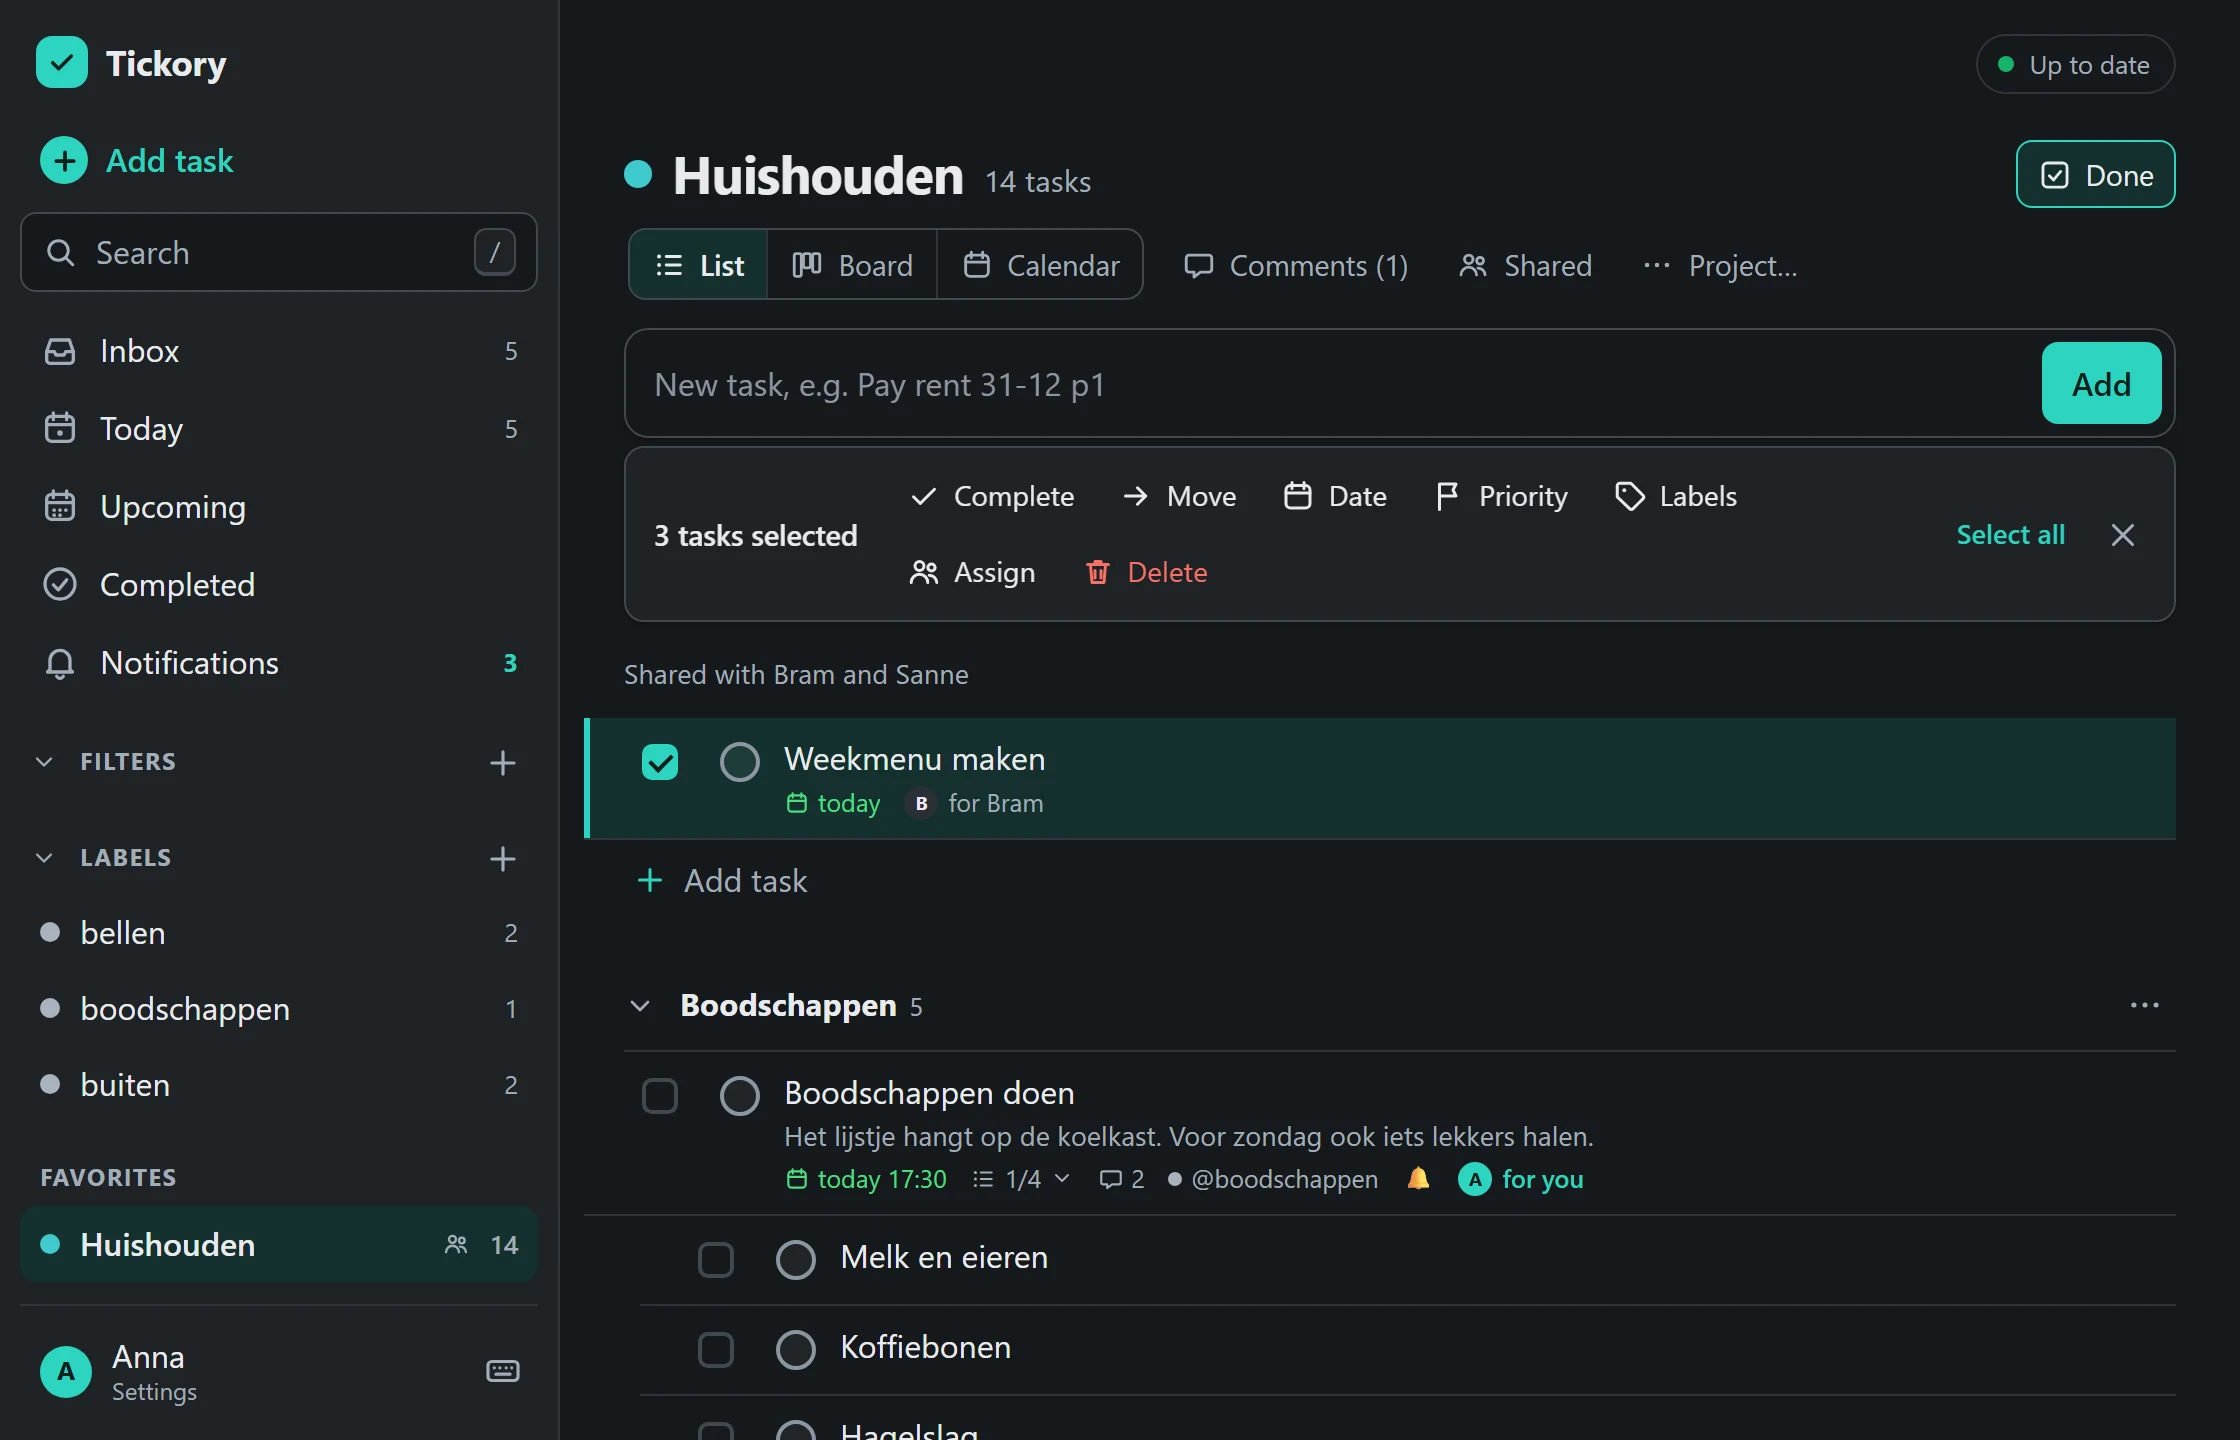 Tickory
Add task
Search /
Inbox 5
Today 5
Upcoming
Completed
Notifications 3
FILTERS
LABELS
bellen 2
boodschappen 1
buiten 2
FAVORITES
Huishouden 14
A Anna
Settings
Up to date
Huishouden 14 tasks
Done
List Board Calendar Comments (1) Shared Project...
New task, e.g. Pay rent 31-12 p1 Add
3 tasks selected
Complete Move Date Priority Labels
Assign Delete
Select all
Shared with Bram and Sanne
Weekmenu maken
today B for Bram
Add task
Boodschappen 5
Boodschappen doen
Het lijstje hangt op de koelkast. Voor zondag ook iets lekkers halen.
today 17:30 1/4 2 @boodschappen A for you
Melk en eieren
Koffiebonen
Hagelslag